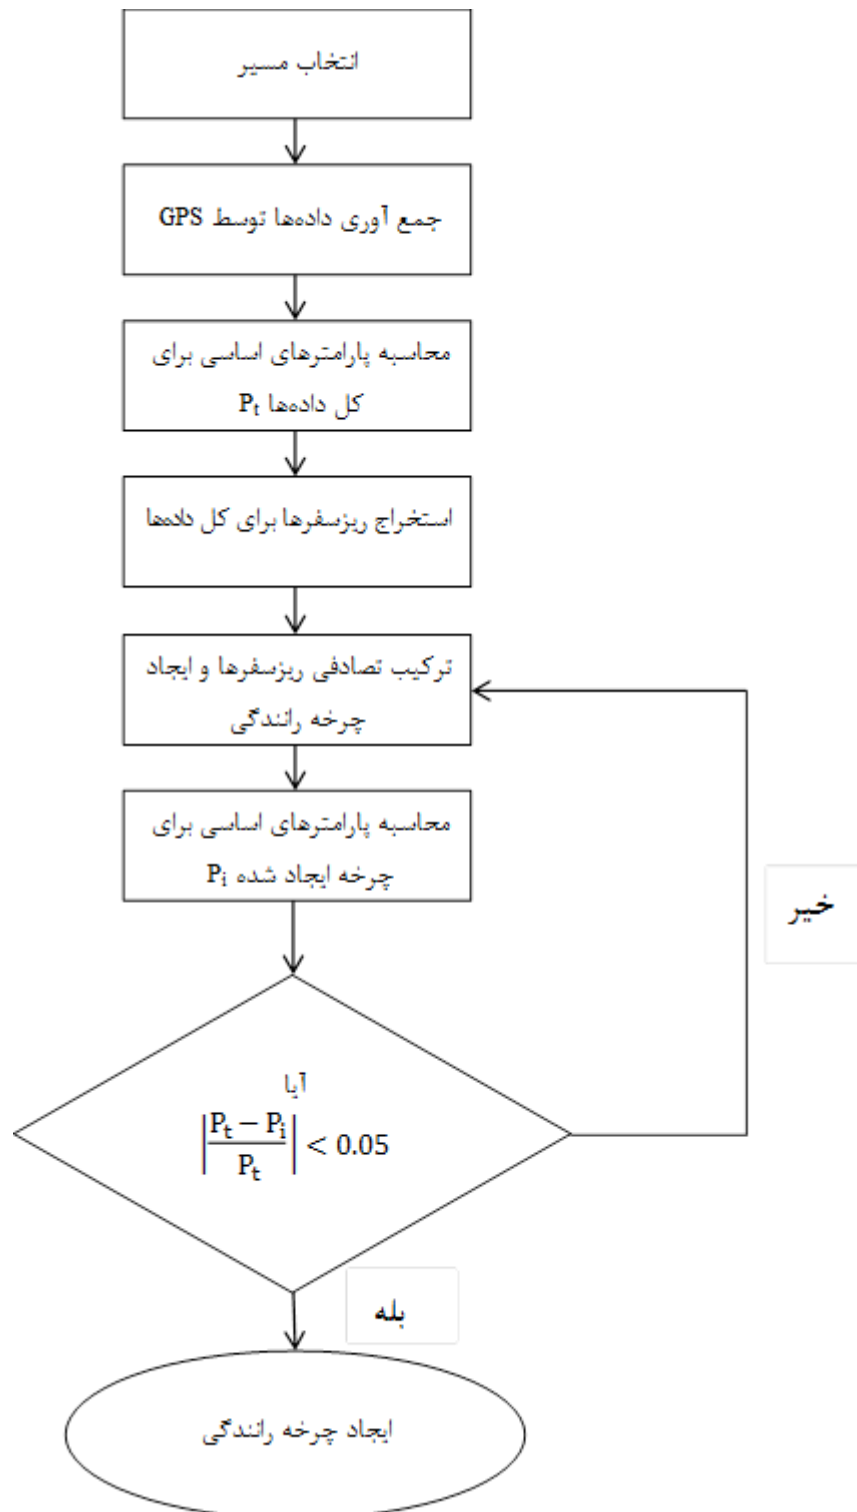 انتخاب مسیر
جمع آوری داده‌ها توسط GPS
محاسبه پارامترهای اساسی برای
کل داده‌ها Pt
استخراج ریزسفرها برای کل داده‌ها
ترکیب تصادفی ریزسفرها و ایجاد
چرخه رانندگی
محاسبه پارامترهای اساسی برای
چرخه ایجاد شده Pi
خیر
آیا
|(Pt − Pi)/Pt| < 0.05
بله
ایجاد چرخه رانندگی